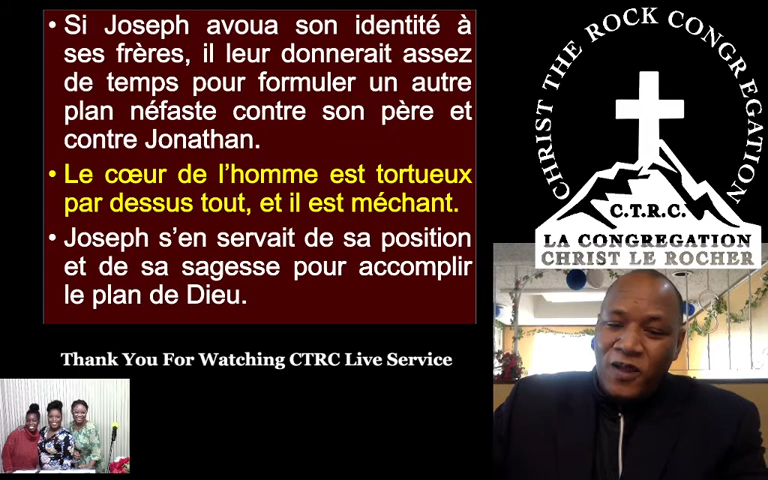 • Si Joseph avoua son identité à
ses frères, il leur donnerait assez
de temps pour formuler un autre
plan néfaste contre son père et
contre Jonathan.
• Le cœur de l’homme est tortueux
par dessus tout, et il est méchant.
• Joseph s’en servait de sa position
et de sa sagesse pour accomplir
le plan de Dieu.
CHRIST THE ROCK CONGREGATION
C.T.R.C.
LA CONGREGATION
CHRIST LE ROCHER
Thank You For Watching CTRC Live Service